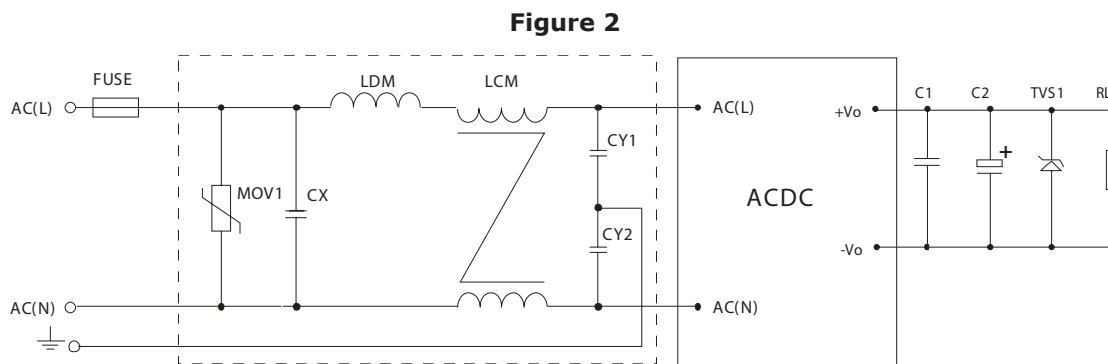 Figure 2
FUSE
LDM
LCM
C1
C2
TVS1
RL
AC(L)
AC(L)
+Vo
+
CY1
MOV1
CX
ACDC
CY2
-Vo
AC(N)
AC(N)